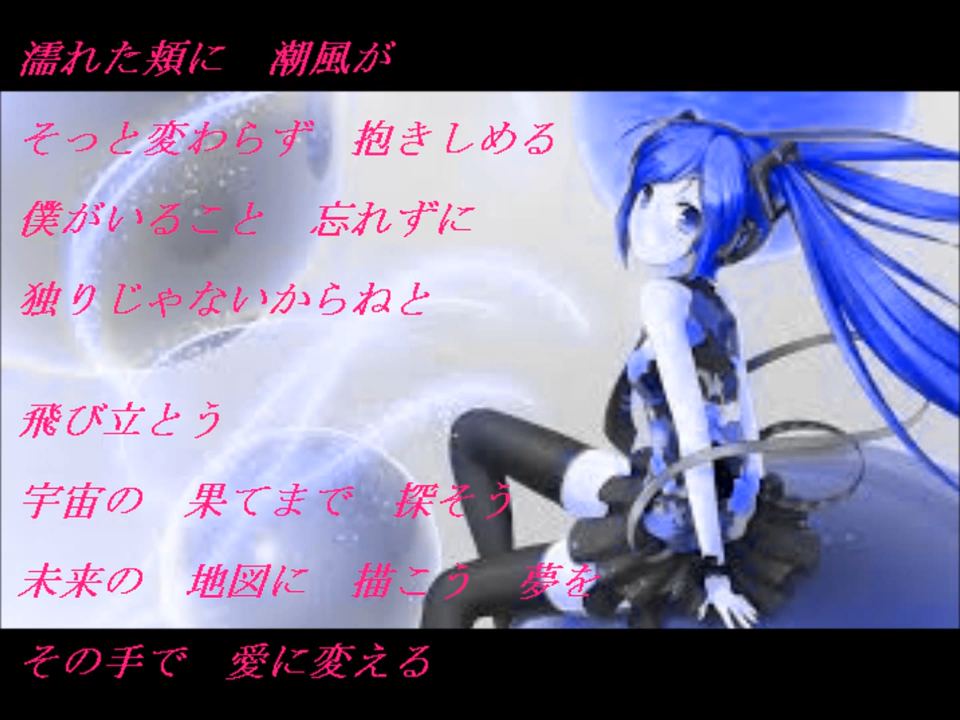 濡れた頬に　潮風が
そっと変わらず　抱きしめる
僕がいること　忘れずに
独りじゃないからねと
飛び立とう
宇宙の　果てまで　探そう
未来の　地図に　描こう　夢を
その手で　愛に変える